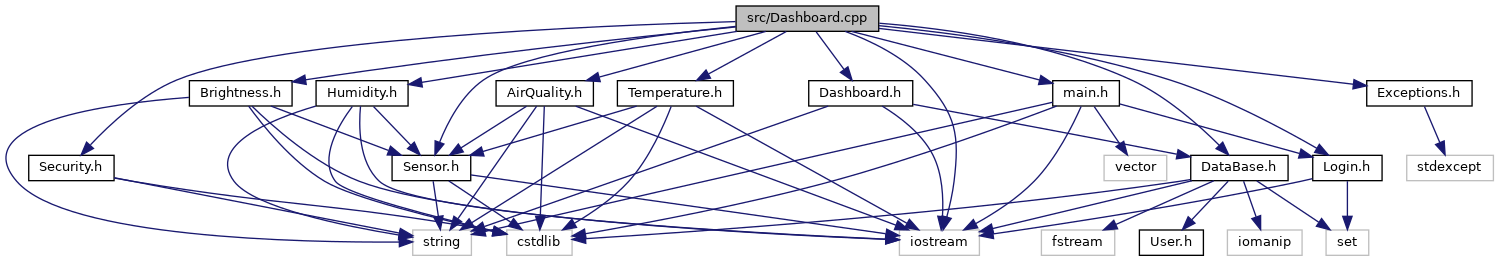 src/Dashboard.cpp
Brightness.h
Humidity.h
AirQuality.h
Temperature.h
Dashboard.h
main.h
Exceptions.h
Security.h
Sensor.h
vector
DataBase.h
Login.h
stdexcept
string
cstdlib
iostream
fstream
User.h
iomanip
set